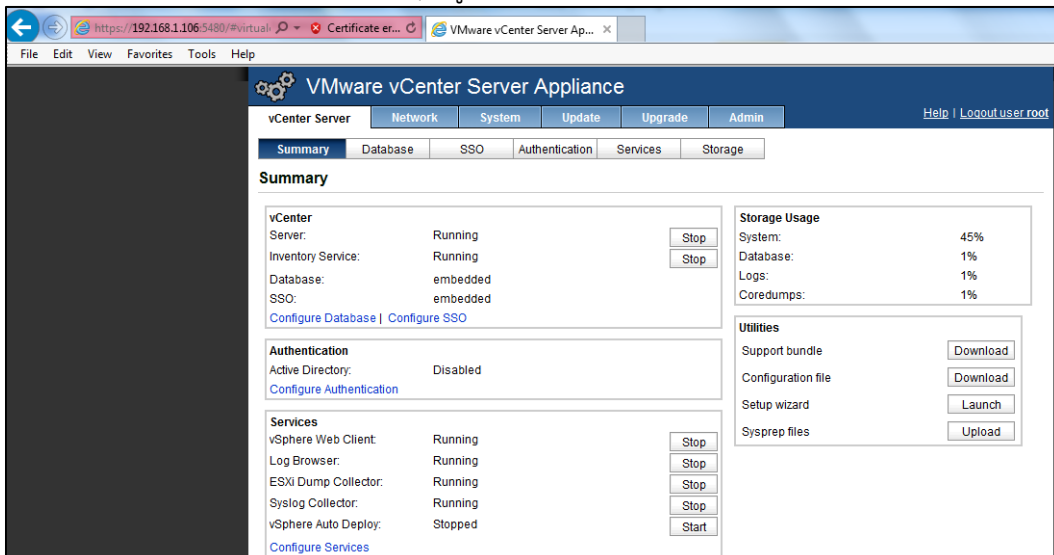 https://192.168.1.106:5480/#virtual
Certificate er...
VMware vCenter Server Ap...
File Edit View Favorites Tools Help
VMware vCenter Server Appliance
vCenter Server Network System Update Upgrade Admin
Help | Logout user root
Summary Database SSO Authentication Services Storage
Summary
vCenter
Server: Running Stop
Inventory Service: Running Stop
Database: embedded
SSO: embedded
Configure Database | Configure SSO
Authentication
Active Directory: Disabled
Configure Authentication
Services
vSphere Web Client: Running Stop
Log Browser: Running Stop
ESXi Dump Collector: Running Stop
Syslog Collector: Running Stop
vSphere Auto Deploy: Stopped Start
Configure Services
Storage Usage
System: 45%
Database: 1%
Logs: 1%
Coredumps: 1%
Utilities
Support bundle Download
Configuration file Download
Setup wizard Launch
Sysprep files Upload